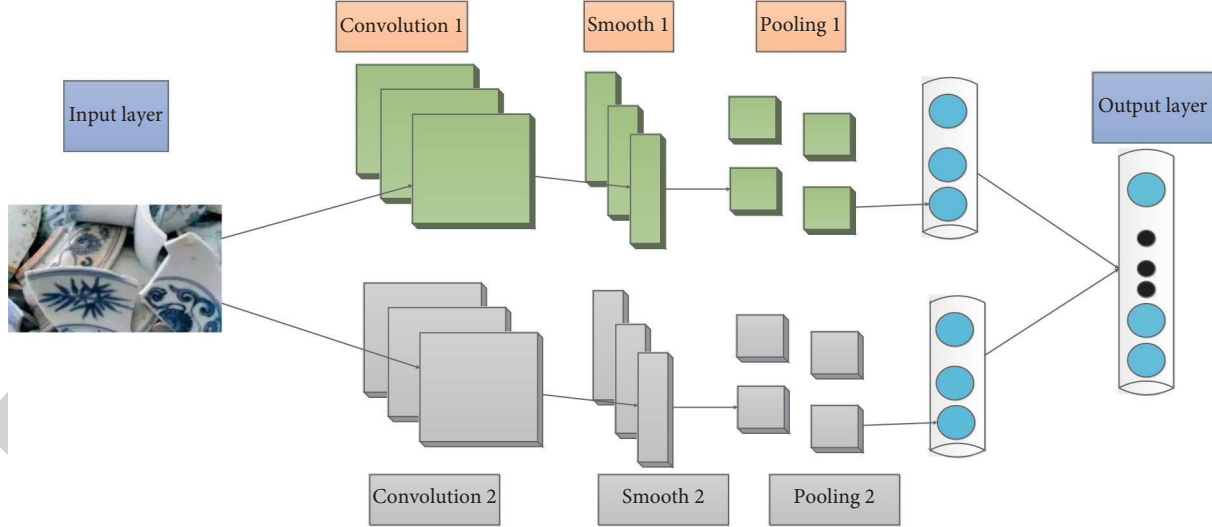 Convolution 1
Smooth 1
Pooling 1
Input layer
Output layer
Convolution 2
Smooth 2
Pooling 2